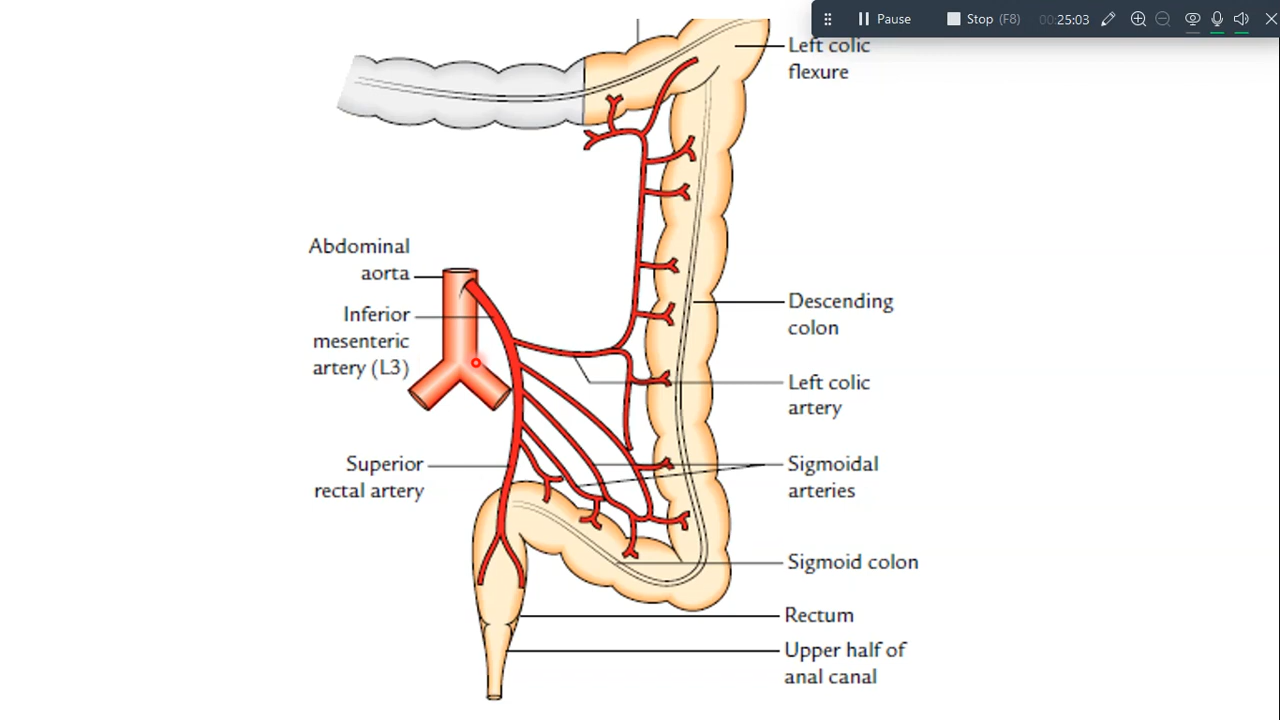 Pause
Stop (F8)
00:25:03
Left colic
flexure
Abdominal
aorta
Inferior
mesenteric
artery (L3)
Descending
colon
Left colic
artery
Superior
rectal artery
Sigmoidal
arteries
Sigmoid colon
Rectum
Upper half of
anal canal